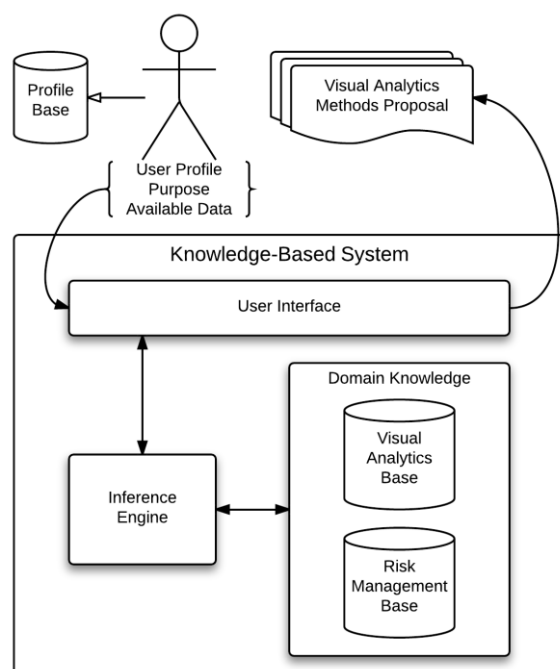 Profile
Base
Visual Analytics
Methods Proposal
User Profile
Purpose
Available Data
Knowledge-Based System
User Interface
Domain Knowledge
Visual
Analytics
Base
Inference
Engine
Risk
Management
Base